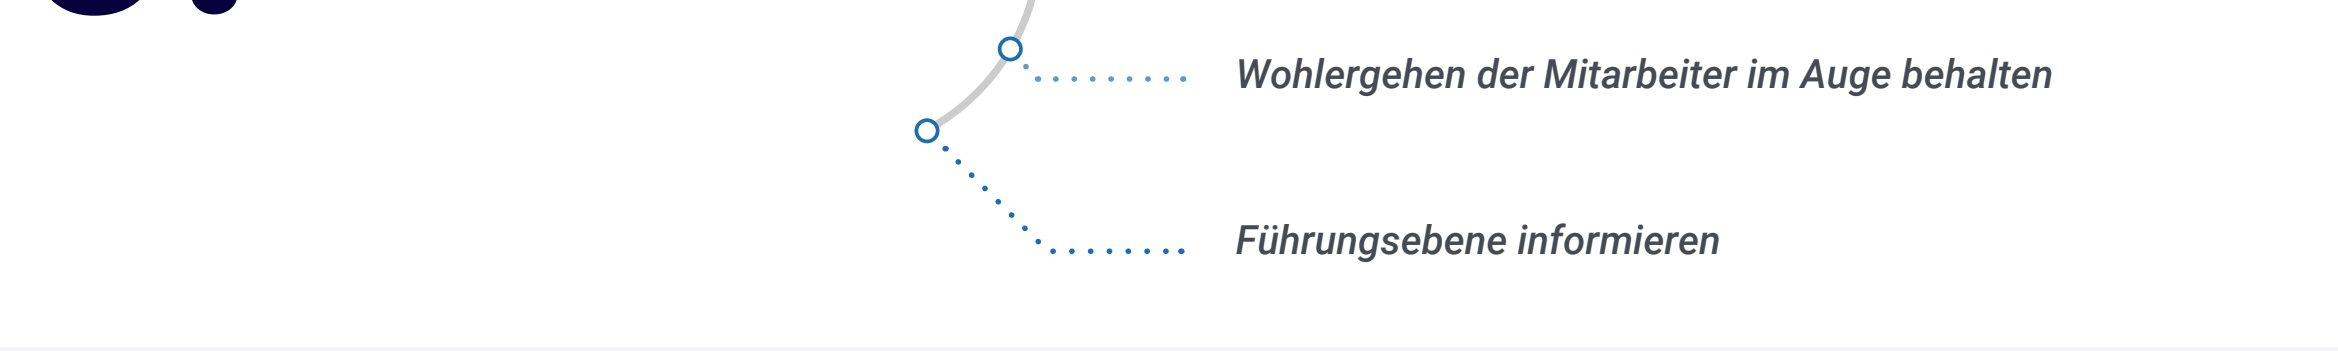 Wohlergehen der Mitarbeiter im Auge behalten
Führungsebene informieren